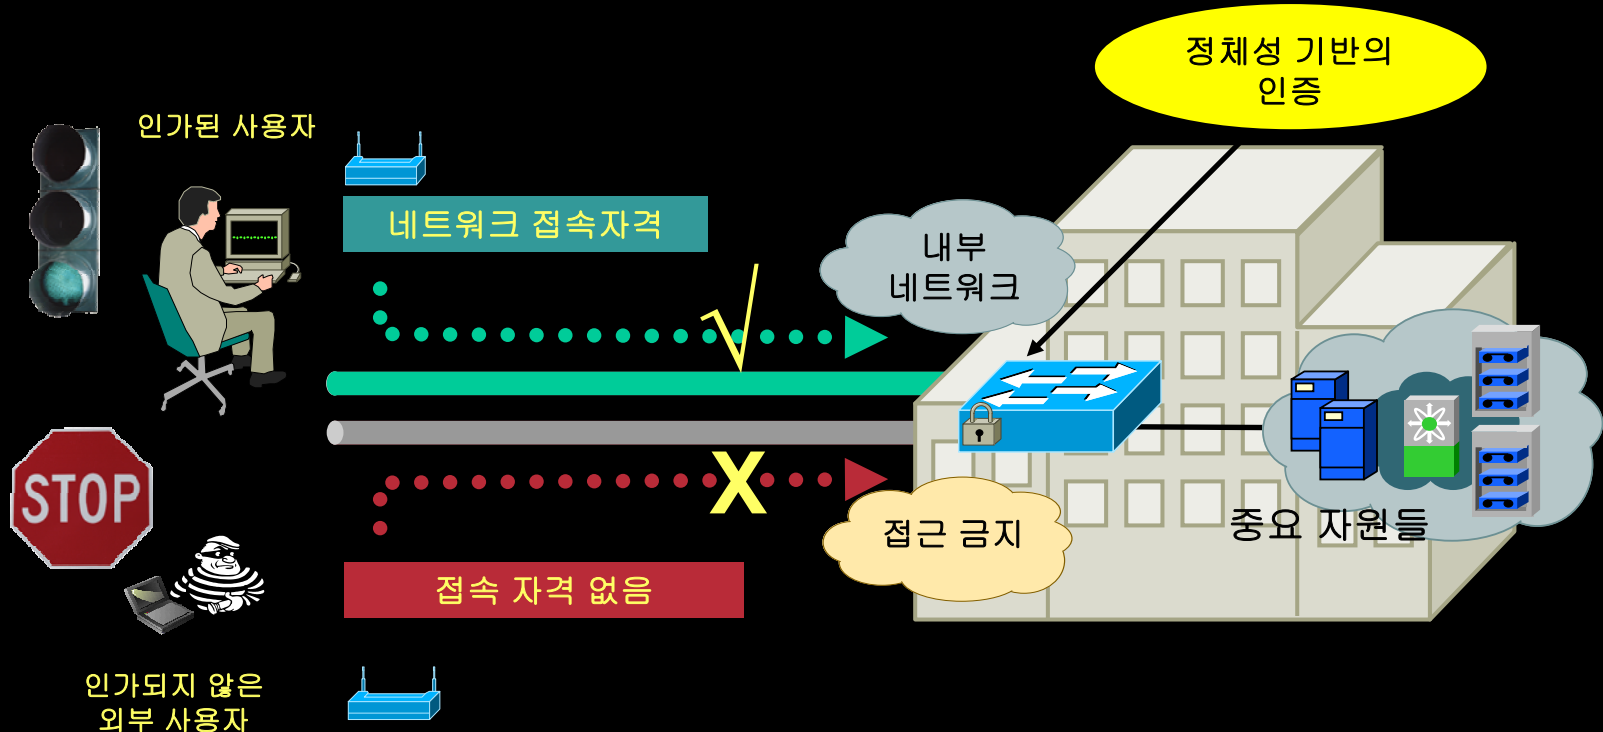 정체성 기반의
인증
인가된 사용자
네트워크 접속자격
내부
네트워크
STOP
X
접근 금지
중요 자원들
접속 자격 없음
인가되지 않은
외부 사용자